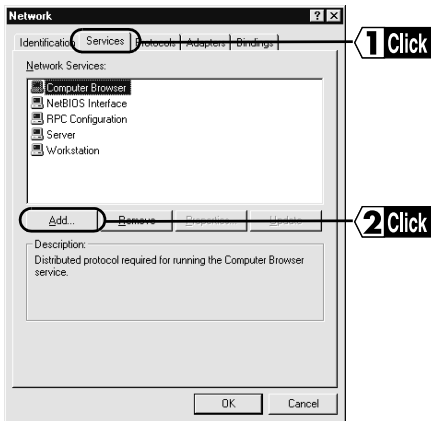 Network
Identification Services Protocols Adapters Bindings
1 Click
Network Services:
Computer Browser
NetBIOS Interface
RPC Configuration
Server
Workstation
Add... Remove Properties... Update
2 Click
Description:
Distributed protocol required for running the Computer Browser
service.
OK Cancel